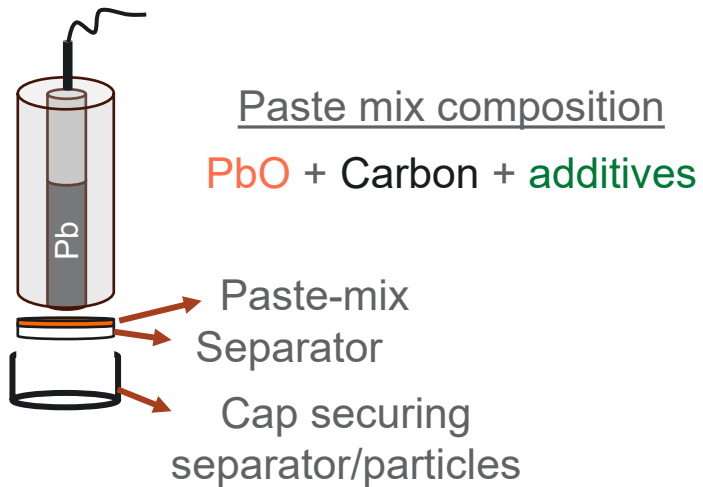 Paste mix composition
PbO + Carbon + additives
Pb
Paste-mix
Separator
Cap securing
separator/particles